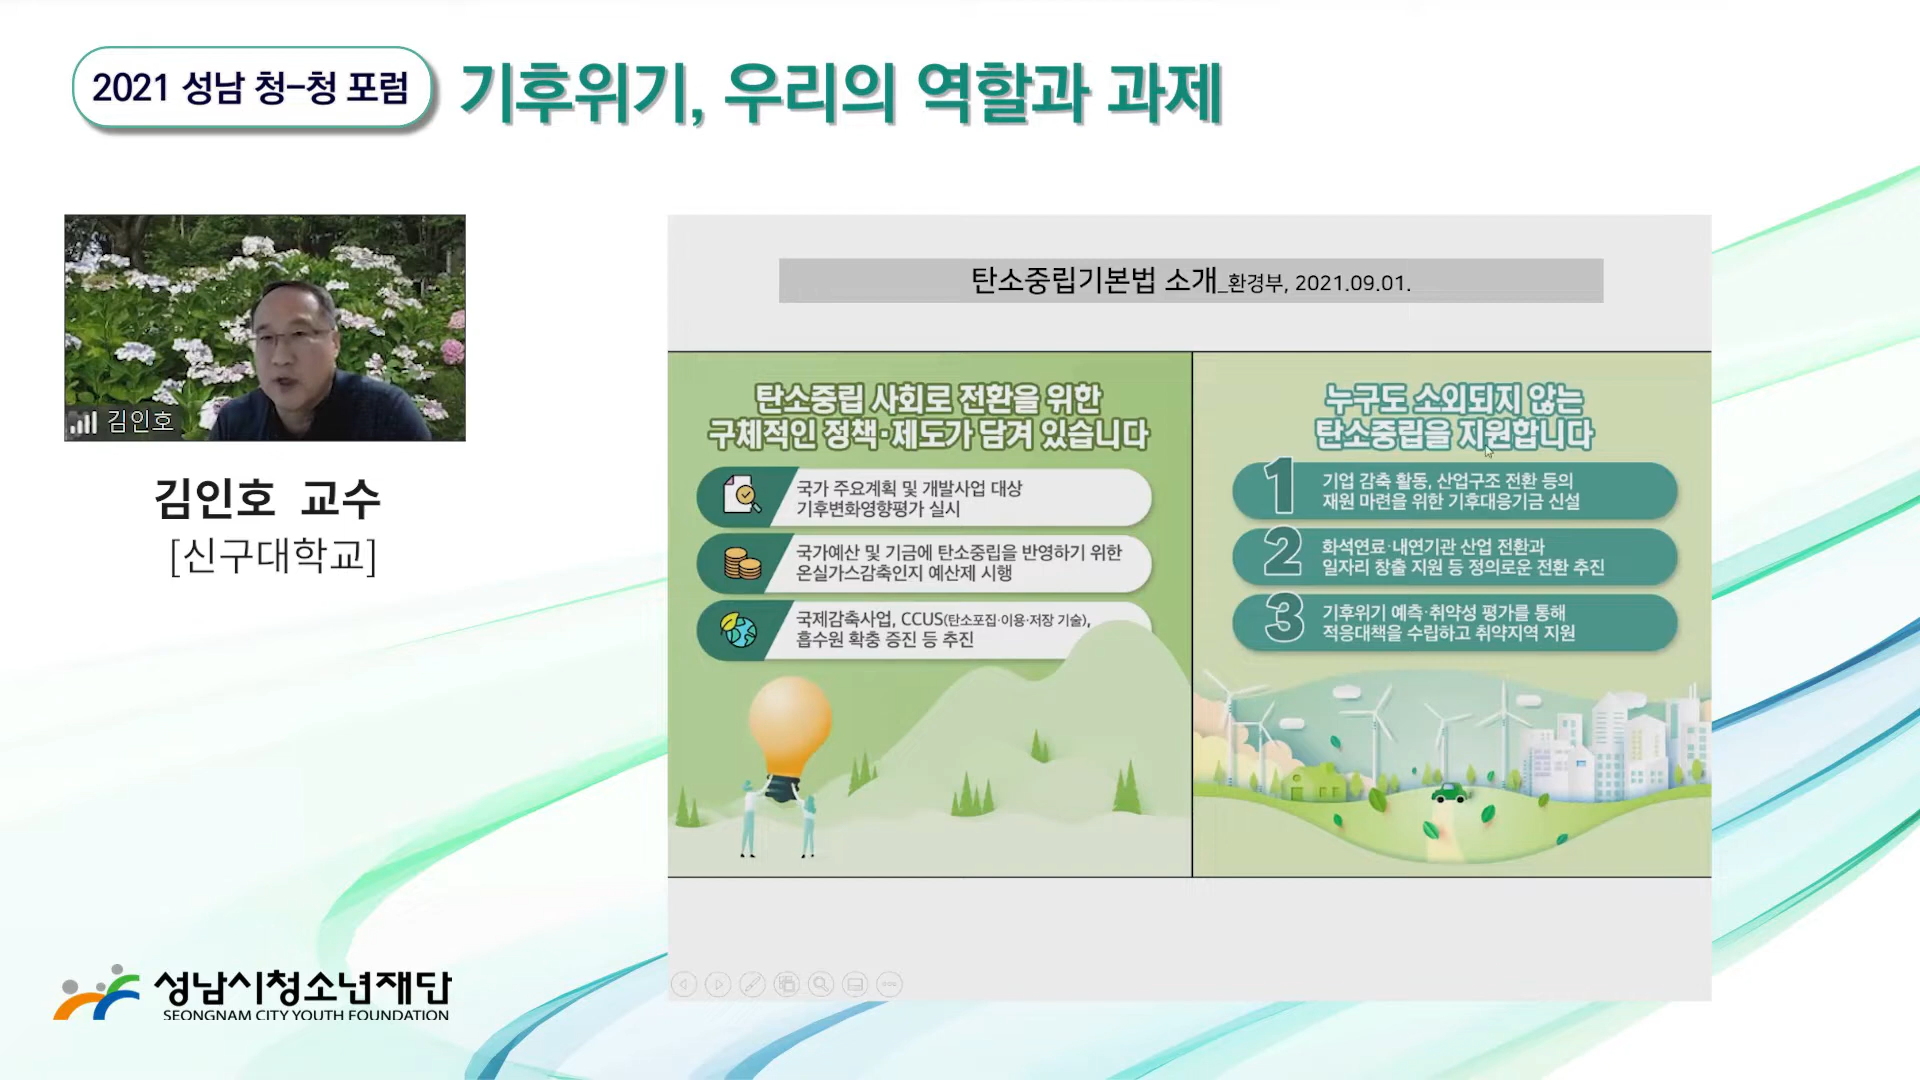 2021 성남 청-청 포럼
기후위기, 우리의 역할과 과제
김인호
김인호 교수
[신구대학교]
탄소중립기본법 소개_환경부, 2021.09.01.
탄소중립 사회로 전환을 위한
구체적인 정책·제도가 담겨 있습니다
국가 주요계획 및 개발사업 대상
기후변화영향평가 실시
국가예산 및 기금에 탄소중립을 반영하기 위한
온실가스감축인지 예산제 시행
국제감축사업, CCUS(탄소포집·이용·저장 기술),
흡수원 확충 증진 등 추진
누구도 소외되지 않는
탄소중립을 지원합니다
1
기업 감축 활동, 산업구조 전환 등의
재원 마련을 위한 기후대응기금 신설
2
화석연료·내연기관 산업 전환과
일자리 창출 지원 등 정의로운 전환 추진
3
기후위기 예측·취약성 평가를 통해
적응대책을 수립하고 취약지역 지원
성남시청소년재단
SEONGNAM CITY YOUTH FOUNDATION